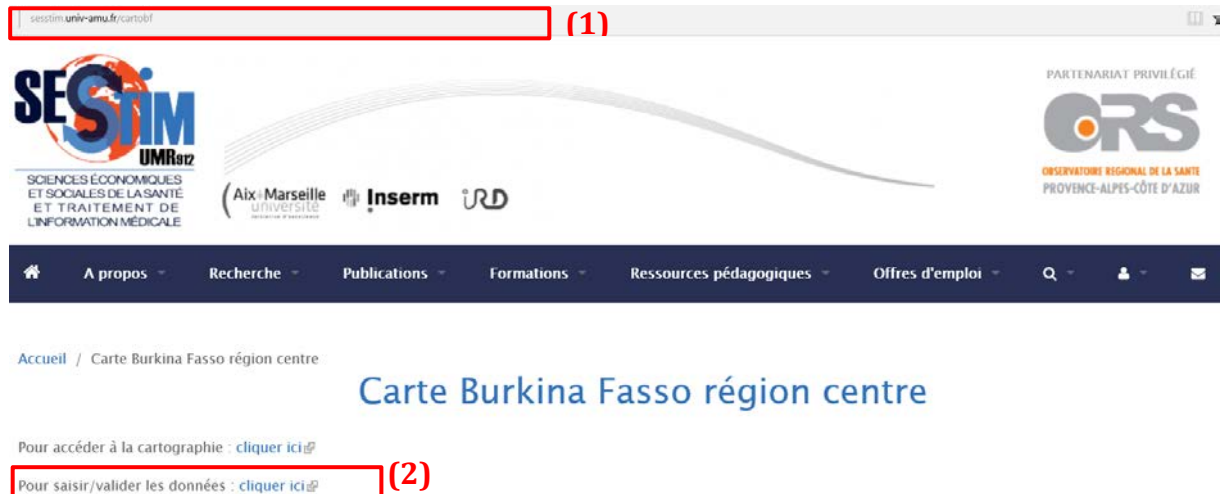 sesstim.univ-amu.fr/cartobf
(1)
SESSTIM
UMR912
SCIENCES ÉCONOMIQUES
ET SOCIALES DE LA SANTÉ
ET TRAITEMENT DE
L'INFORMATION MÉDICALE
(Aix+Marseille
université
Inserm
iRD
PARTENARIAT PRIVILÉGIÉ
ORS
OBSERVATOIRE REGIONAL DE LA SANTE
PROVENCE-ALPES-CÔTE D'AZUR
A propos
Recherche
Publications
Formations
Ressources pédagogiques
Offres d'emploi
Accueil / Carte Burkina Fasso région centre
Carte Burkina Fasso région centre
Pour accéder à la cartographie : cliquer ici
Pour saisir/valider les données : cliquer ici
(2)